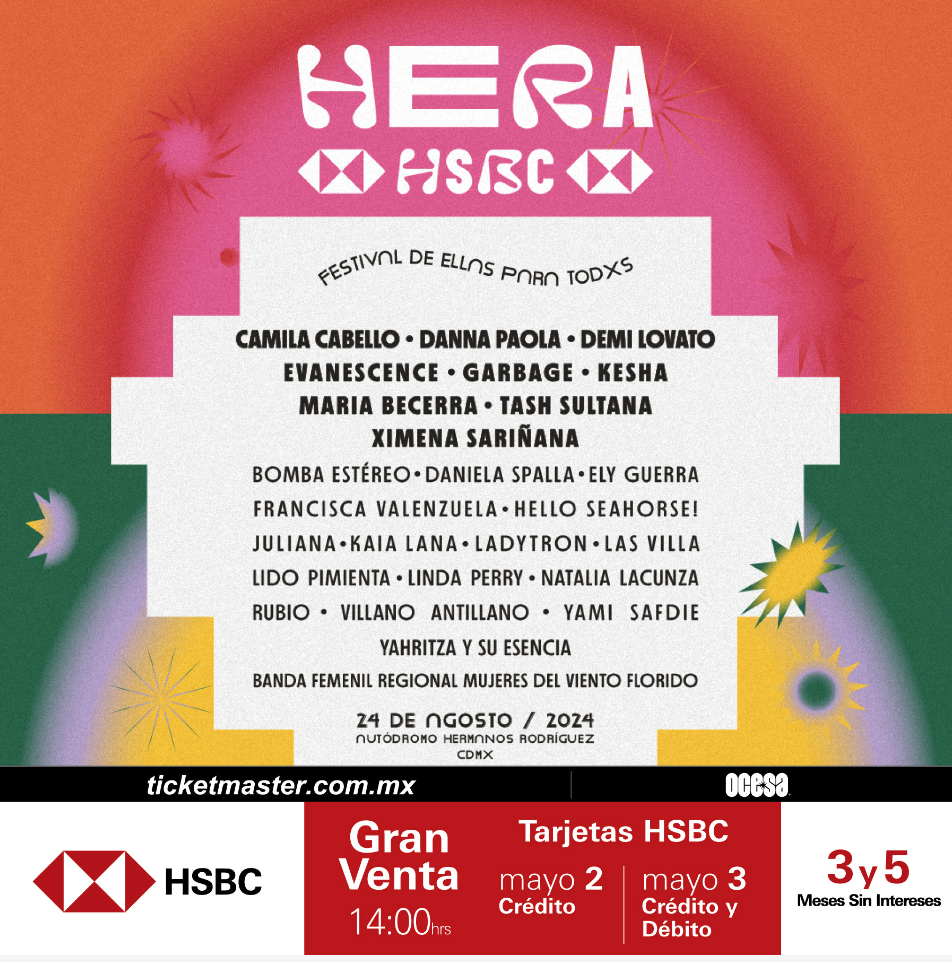 HERA
HSBC
FESTIVAL DE ELLAS PARA TODXS
CAMILA CABELLO • DANNA PAOLA • DEMI LOVATO
EVANESCENCE • GARBAGE • KESHA
MARIA BECERRA • TASH SULTANA
XIMENA SARIÑANA
BOMBA ESTÉREO • DANIELA SPALLA • ELY GUERRA
FRANCISCA VALENZUELA • HELLO SEAHORSE!
JULIANA • KAIA LANA • LADYTRON • LAS VILLA
LIDO PIMIENTA • LINDA PERRY • NATALIA LACUNZA
RUBIO • VILLANO ANTILLANO • YAMI SAFDIE
YAHRITZA Y SU ESENCIA
BANDA FEMENIL REGIONAL MUJERES DEL VIENTO FLORIDO
24 DE AGOSTO / 2024
AUTÓDROMO HERMANOS RODRÍGUEZ
CDMX
ticketmaster.com.mx
ocesa
HSBC
Gran
Venta
14:00hrs
Tarjetas HSBC
mayo 2
Crédito
mayo 3
Crédito y
Débito
3 y 5
Meses Sin Intereses